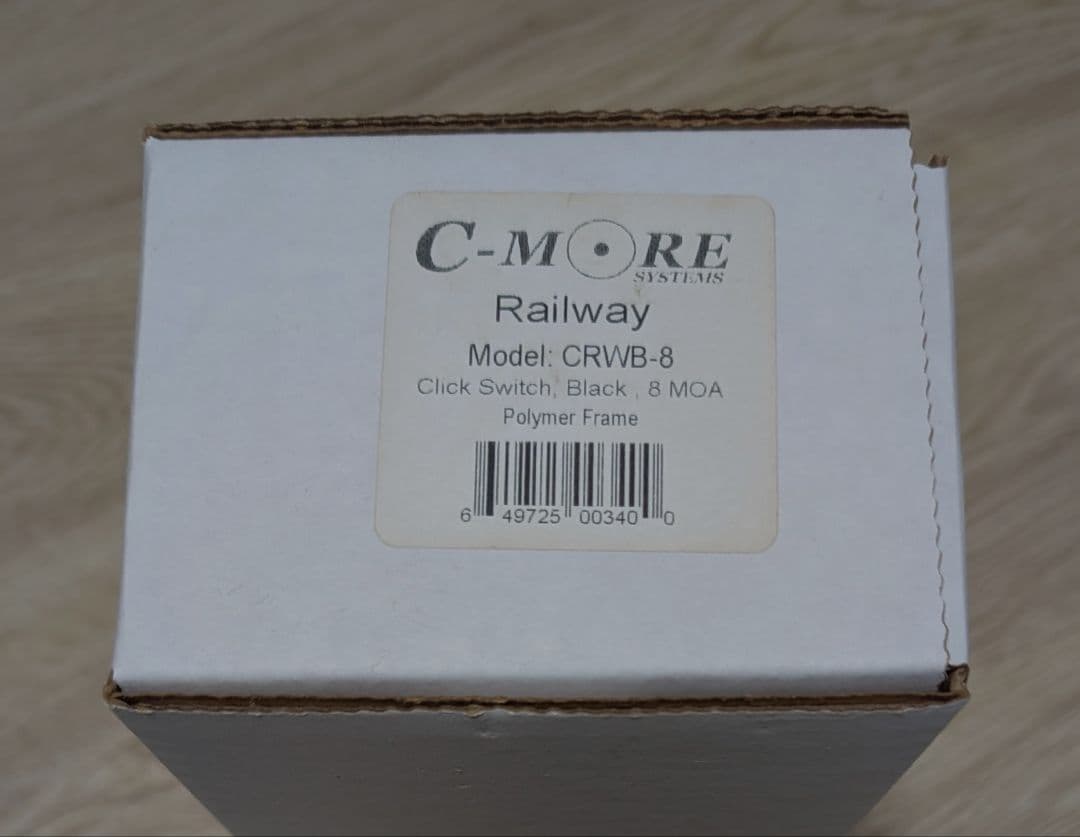 C-MORE
SYSTEMS
Railway
Model: CRWB-8
Click Switch, Black , 8 MOA
Polymer Frame
6 49725 00340 0